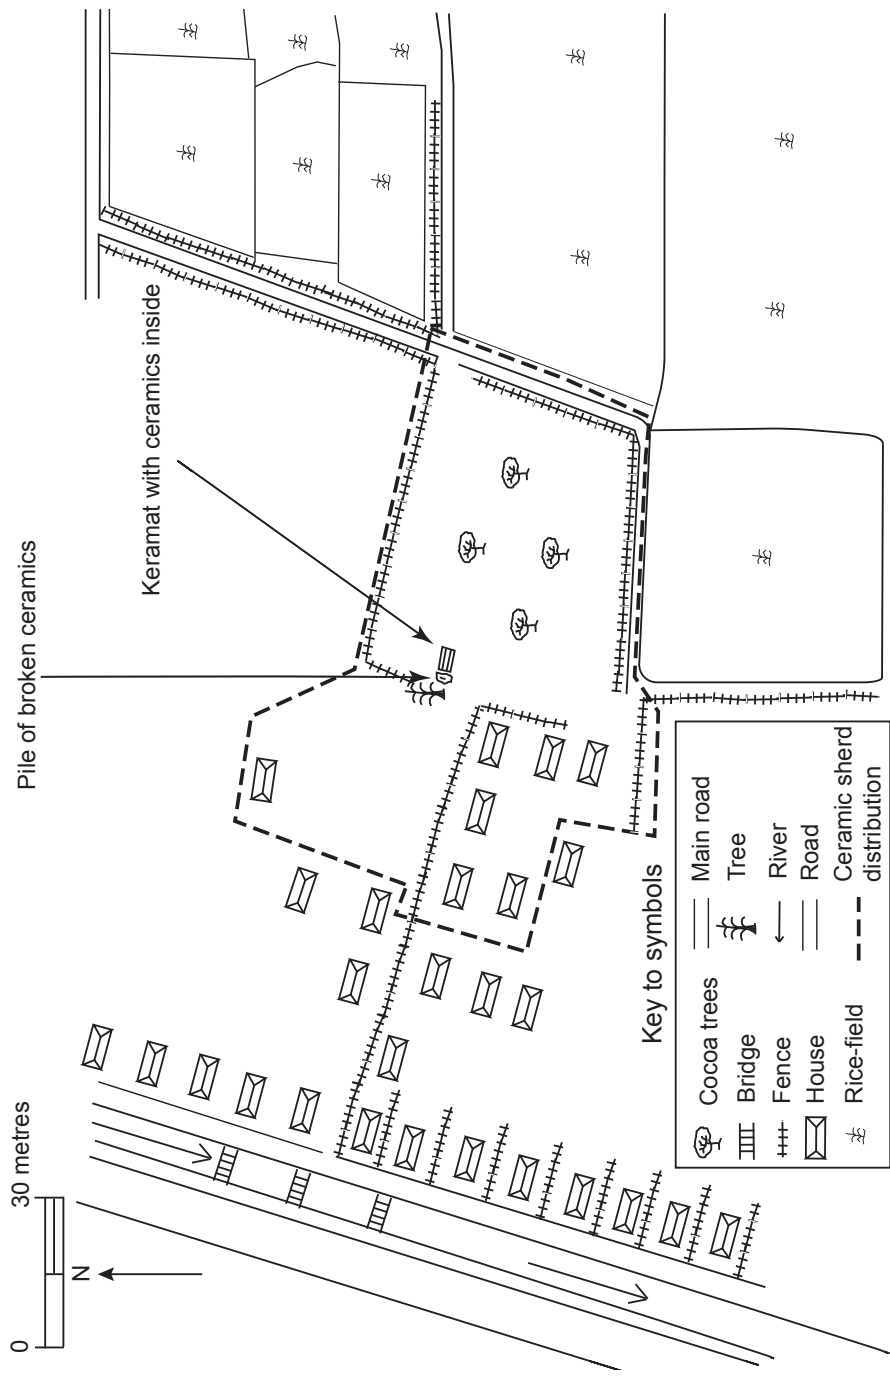 Pile of broken ceramics
Keramat with ceramics inside
0
30 metres
N
Key to symbols
Cocoa trees
Bridge
Fence
House
Rice-field
Main road
Tree
River
Road
Ceramic sherd
distribution